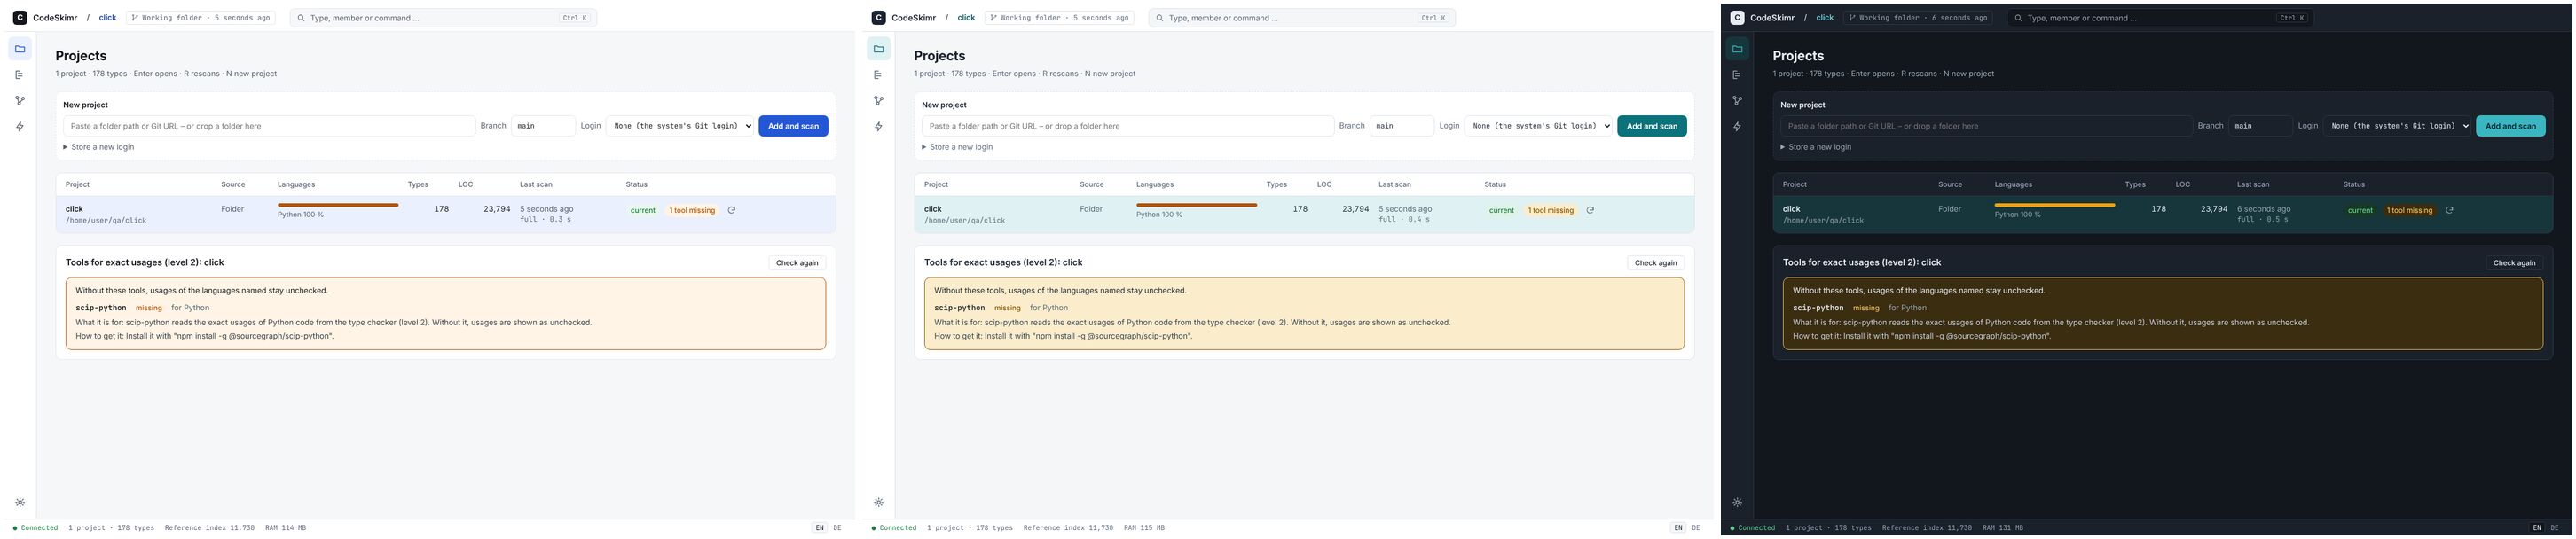 C CodeSkimr / click Working folder · 5 seconds ago Type, member or command ... Ctrl K
Projects
1 project · 178 types · Enter opens · R rescans · N new project
New project
Paste a folder path or Git URL – or drop a folder here Branch main Login None (the system's Git login) Add and scan
Store a new login
Project Source Languages Types LOC Last scan Status
click Folder 178 23,794 5 seconds ago current 1 tool missing
/home/user/qa/click Python 100 % full · 0.3 s
Tools for exact usages (level 2): click Check again
Without these tools, usages of the languages named stay unchecked.
scip-python missing for Python
What it is for: scip-python reads the exact usages of Python code from the type checker (level 2). Without it, usages are shown as unchecked.
How to get it: Install it with "npm install -g @sourcegraph/scip-python".
Connected 1 project · 178 types Reference index 11,730 RAM 114 MB EN DE
C CodeSkimr / click Working folder · 5 seconds ago Type, member or command ... Ctrl K
Projects
1 project · 178 types · Enter opens · R rescans · N new project
New project
Paste a folder path or Git URL – or drop a folder here Branch main Login None (the system's Git login) Add and scan
Store a new login
Project Source Languages Types LOC Last scan Status
click Folder 178 23,794 5 seconds ago current 1 tool missing
/home/user/qa/click Python 100 % full · 0.4 s
Tools for exact usages (level 2): click Check again
Without these tools, usages of the languages named stay unchecked.
scip-python missing for Python
What it is for: scip-python reads the exact usages of Python code from the type checker (level 2). Without it, usages are shown as unchecked.
How to get it: Install it with "npm install -g @sourcegraph/scip-python".
Connected 1 project · 178 types Reference index 11,730 RAM 115 MB EN DE
C CodeSkimr / click Working folder · 6 seconds ago Type, member or command ... Ctrl K
Projects
1 project · 178 types · Enter opens · R rescans · N new project
New project
Paste a folder path or Git URL – or drop a folder here Branch main Login None (the system's Git login) Add and scan
Store a new login
Project Source Languages Types LOC Last scan Status
click Folder 178 23,794 6 seconds ago current 1 tool missing
/home/user/qa/click Python 100 % full · 0.5 s
Tools for exact usages (level 2): click Check again
Without these tools, usages of the languages named stay unchecked.
scip-python missing for Python
What it is for: scip-python reads the exact usages of Python code from the type checker (level 2). Without it, usages are shown as unchecked.
How to get it: Install it with "npm install -g @sourcegraph/scip-python".
Connected 1 project · 178 types Reference index 11,730 RAM 131 MB EN DE